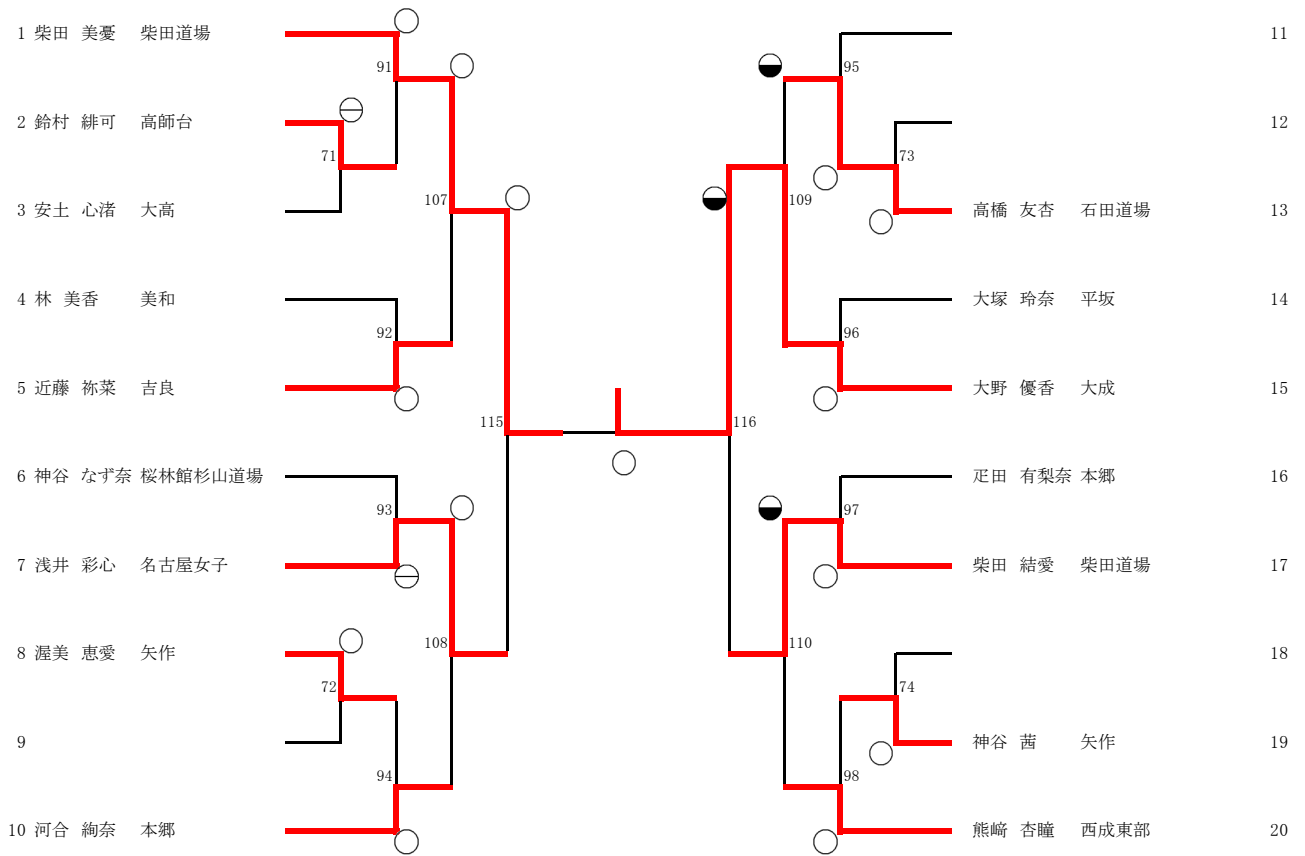 1 柴田 美憂 柴田道場
11
91
95
2 鈴村 緋可 高師台
12
71
73
3 安土 心渚 大高
107
109
高橋 友杏 石田道場 13
4 林 美香 美和
大塚 玲奈 平坂 14
92
96
5 近藤 祢菜 吉良
大野 優香 大成 15
115
116
6 神谷 なず奈 桜林館杉山道場
疋田 有梨奈 本郷 16
93
97
7 浅井 彩心 名古屋女子
柴田 結愛 柴田道場 17
8 渥美 恵愛 矢作
108
110
18
72
74
9
神谷 茜 矢作 19
94
98
10 河合 絢奈 本郷
熊﨑 杏瞳 西成東部 20